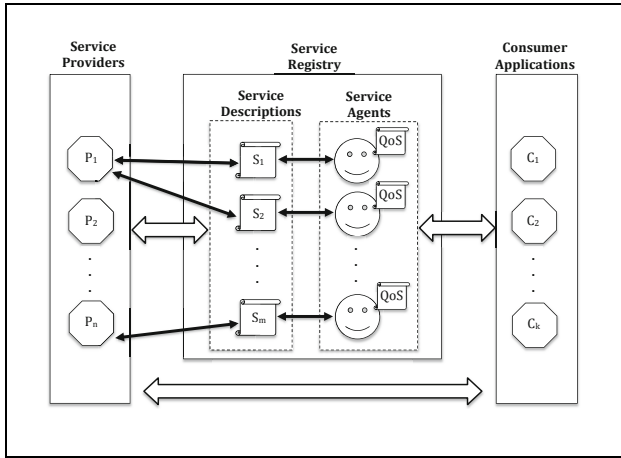 Service
Providers
Service
Registry
Consumer
Applications
Service
Descriptions
Service
Agents
P1
S1
QoS
C1
P2
S2
QoS
C2
Pn
Sm
QoS
Ck